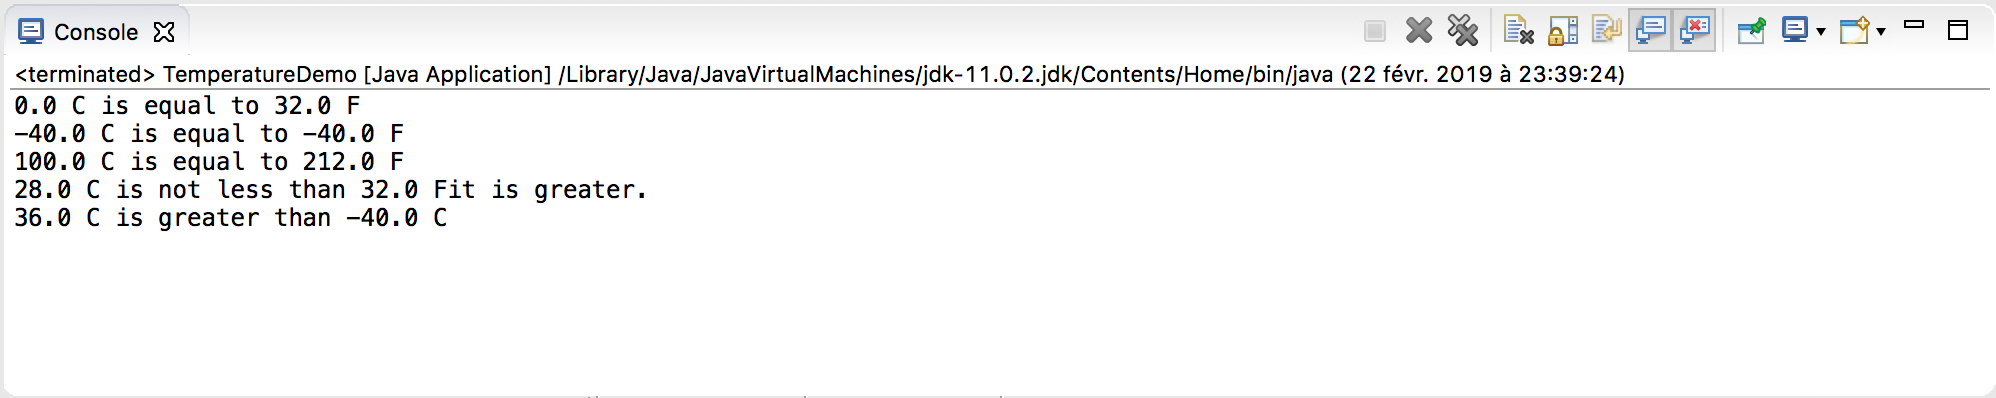 Console
<terminated> TemperatureDemo [Java Application] /Library/Java/JavaVirtualMachines/jdk-11.0.2.jdk/Contents/Home/bin/java (22 févr. 2019 à 23:39:24)
0.0 C is equal to 32.0 F
-40.0 C is equal to -40.0 F
100.0 C is equal to 212.0 F
28.0 C is not less than 32.0 Fit is greater.
36.0 C is greater than -40.0 C